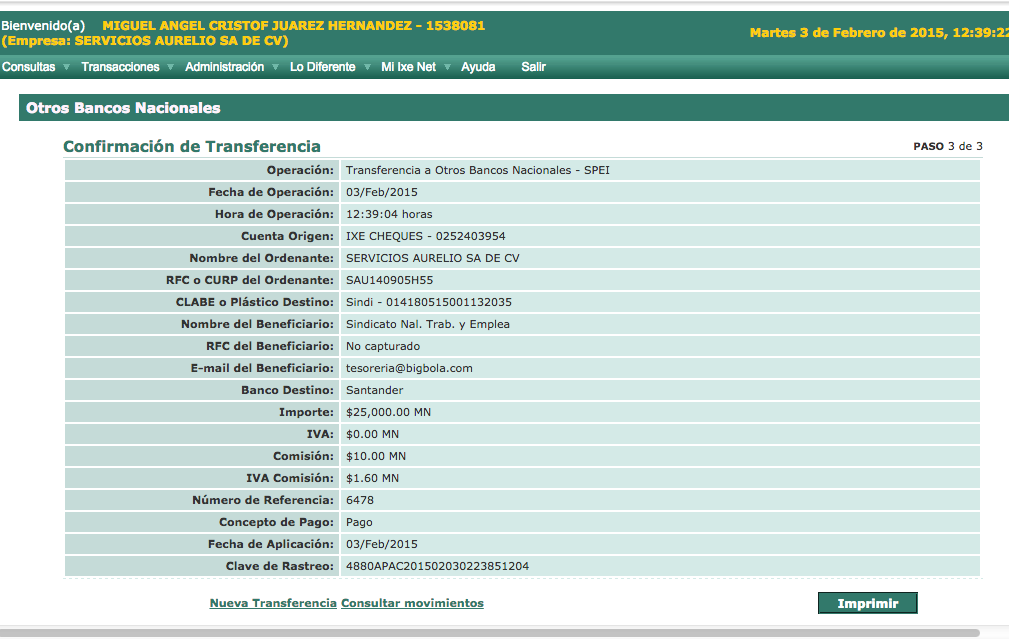 Bienvenido(a) MIGUEL ANGEL CRISTOF JUAREZ HERNANDEZ - 1538081
(Empresa: SERVICIOS AURELIO SA DE CV)
Martes 3 de Febrero de 2015, 12:39:22
Consultas Transacciones Administración Lo Diferente Mi Ixe Net Ayuda Salir
Otros Bancos Nacionales
Confirmación de Transferencia PASO 3 de 3
Operación: Transferencia a Otros Bancos Nacionales - SPEI
Fecha de Operación: 03/Feb/2015
Hora de Operación: 12:39:04 horas
Cuenta Origen: IXE CHEQUES - 0252403954
Nombre del Ordenante: SERVICIOS AURELIO SA DE CV
RFC o CURP del Ordenante: SAU140905H55
CLABE o Plástico Destino: Sindi - 014180515001132035
Nombre del Beneficiario: Sindicato Nal. Trab. y Emplea
RFC del Beneficiario: No capturado
E-mail del Beneficiario: tesoreria@bigbola.com
Banco Destino: Santander
Importe: $25,000.00 MN
IVA: $0.00 MN
Comisión: $10.00 MN
IVA Comisión: $1.60 MN
Número de Referencia: 6478
Concepto de Pago: Pago
Fecha de Aplicación: 03/Feb/2015
Clave de Rastreo: 4880APAC201502030223851204
Nueva Transferencia Consultar movimientos Imprimir